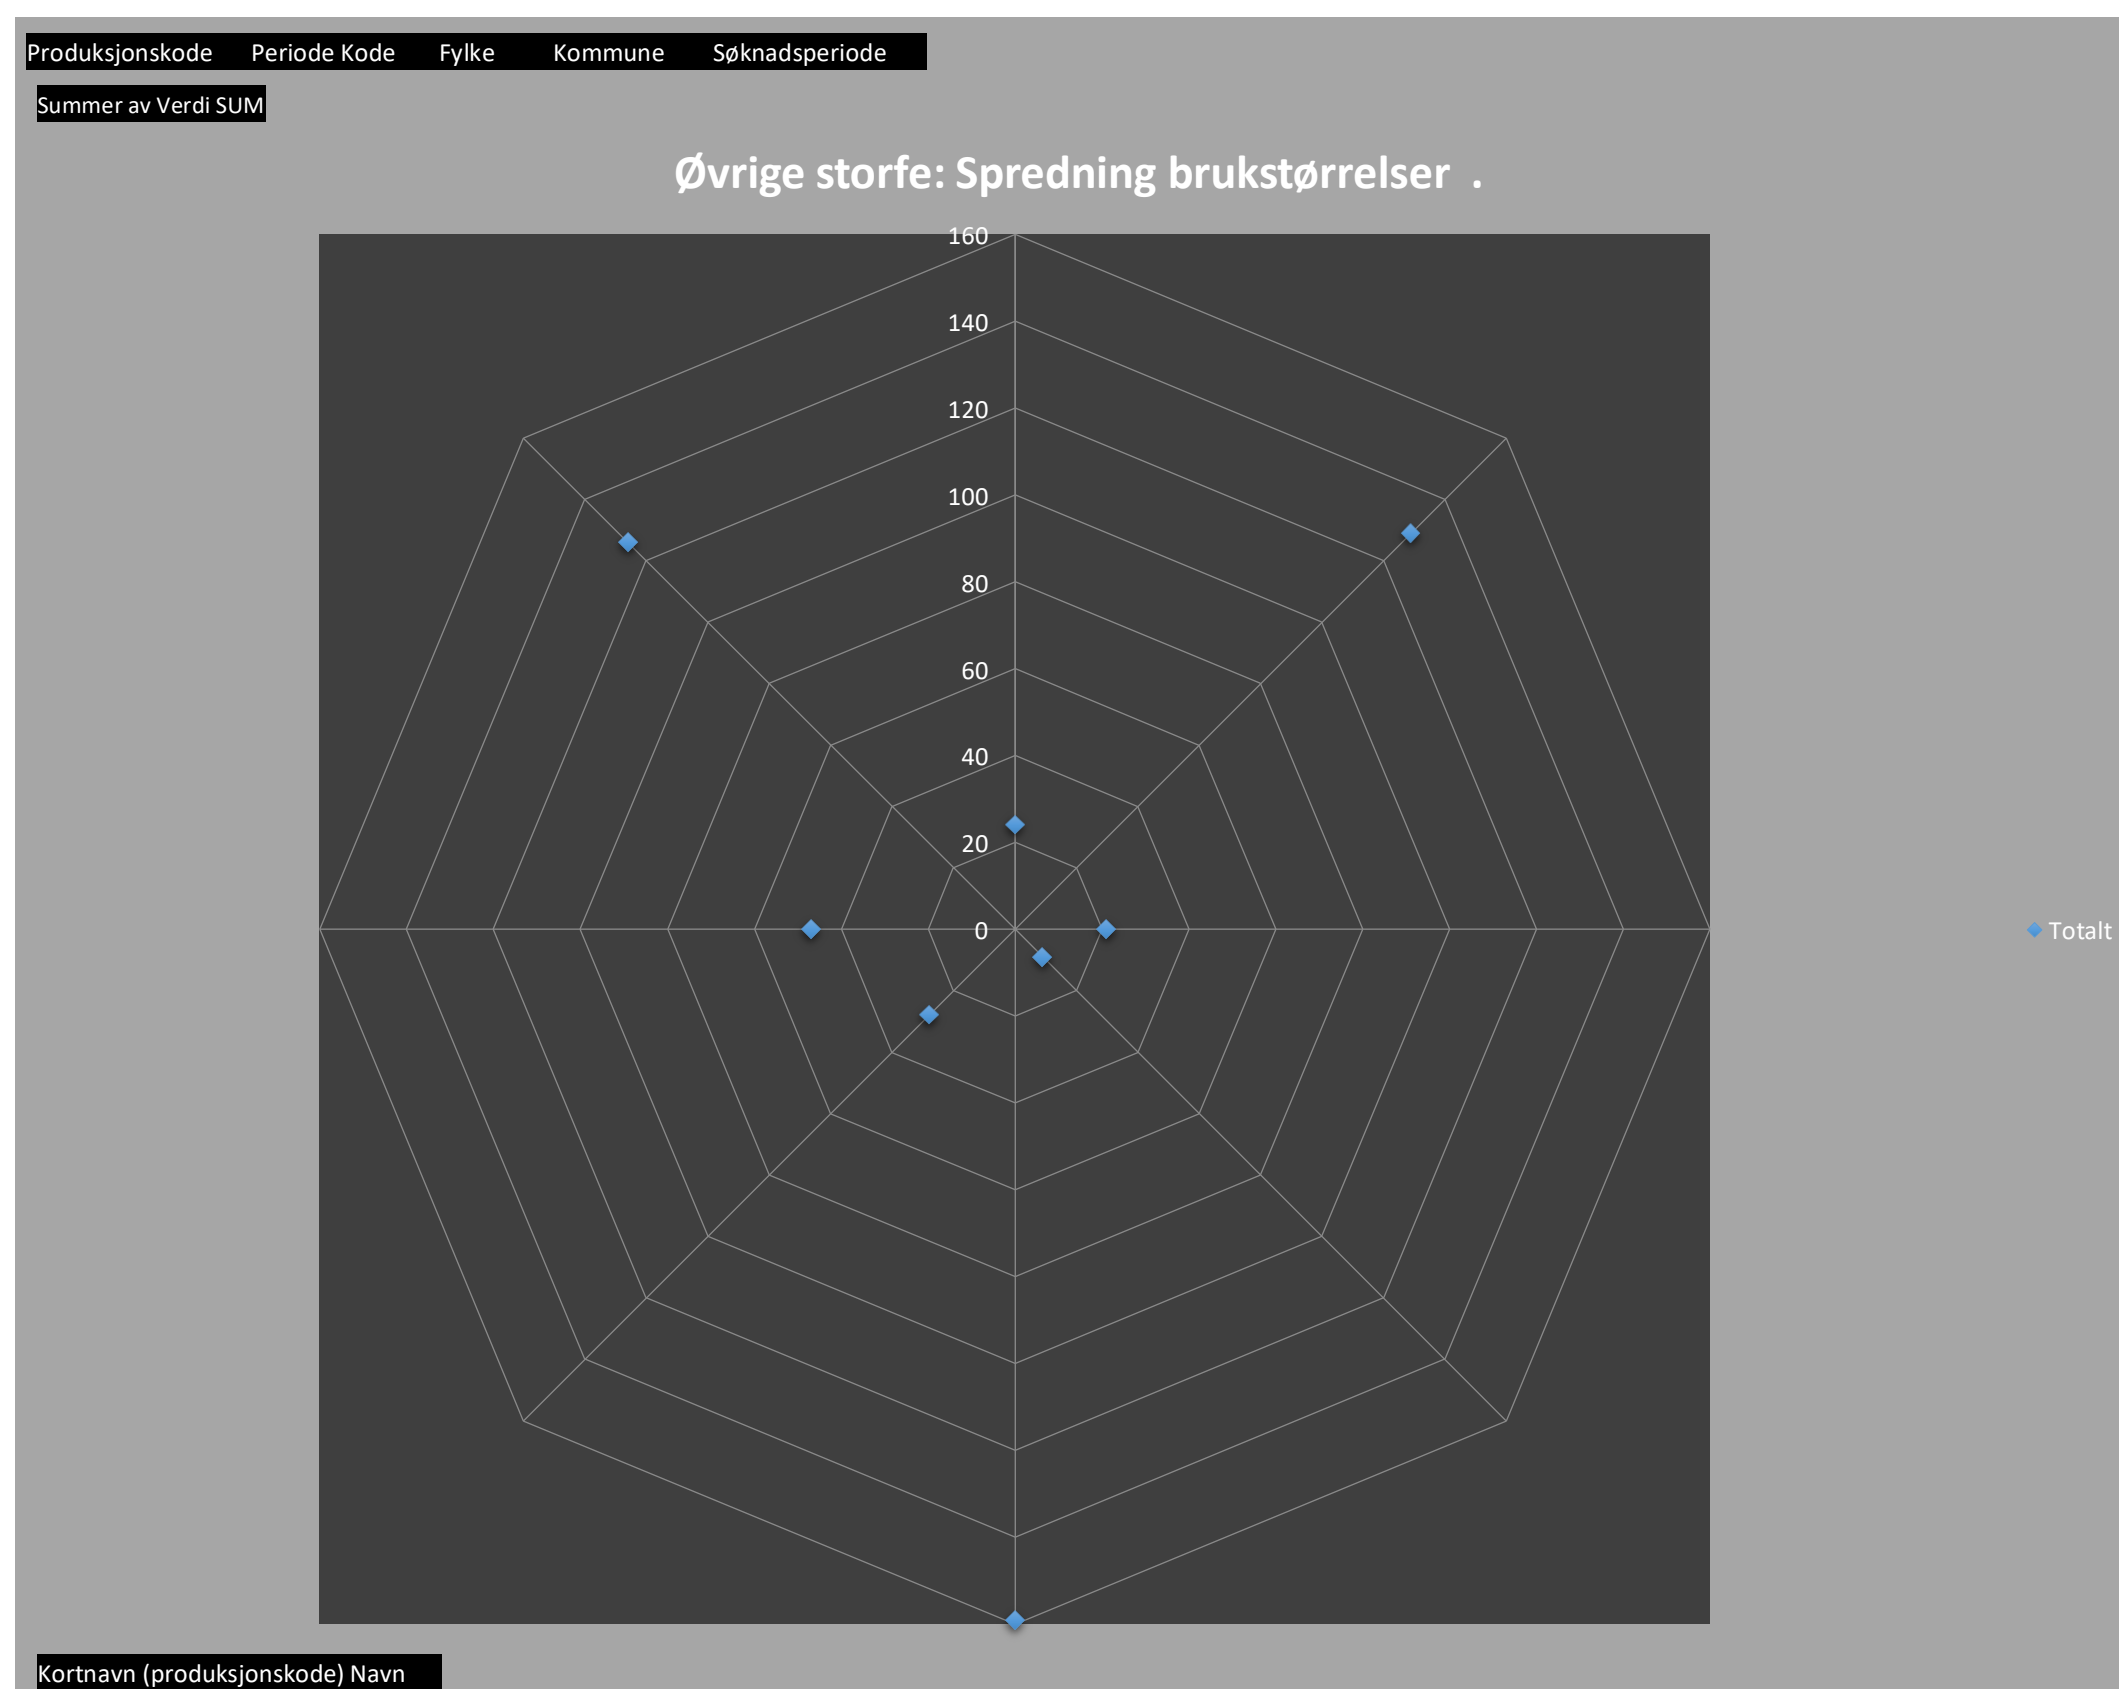 Produksjonskode Periode Kode Fylke Kommune Søknadsperiode
Summer av Verdi SUM
Øvrige storfe: Spredning brukstørrelser .
160
140
120
100
80
60
40
20
0
Totalt
Kortnavn (produksjonskode) Navn